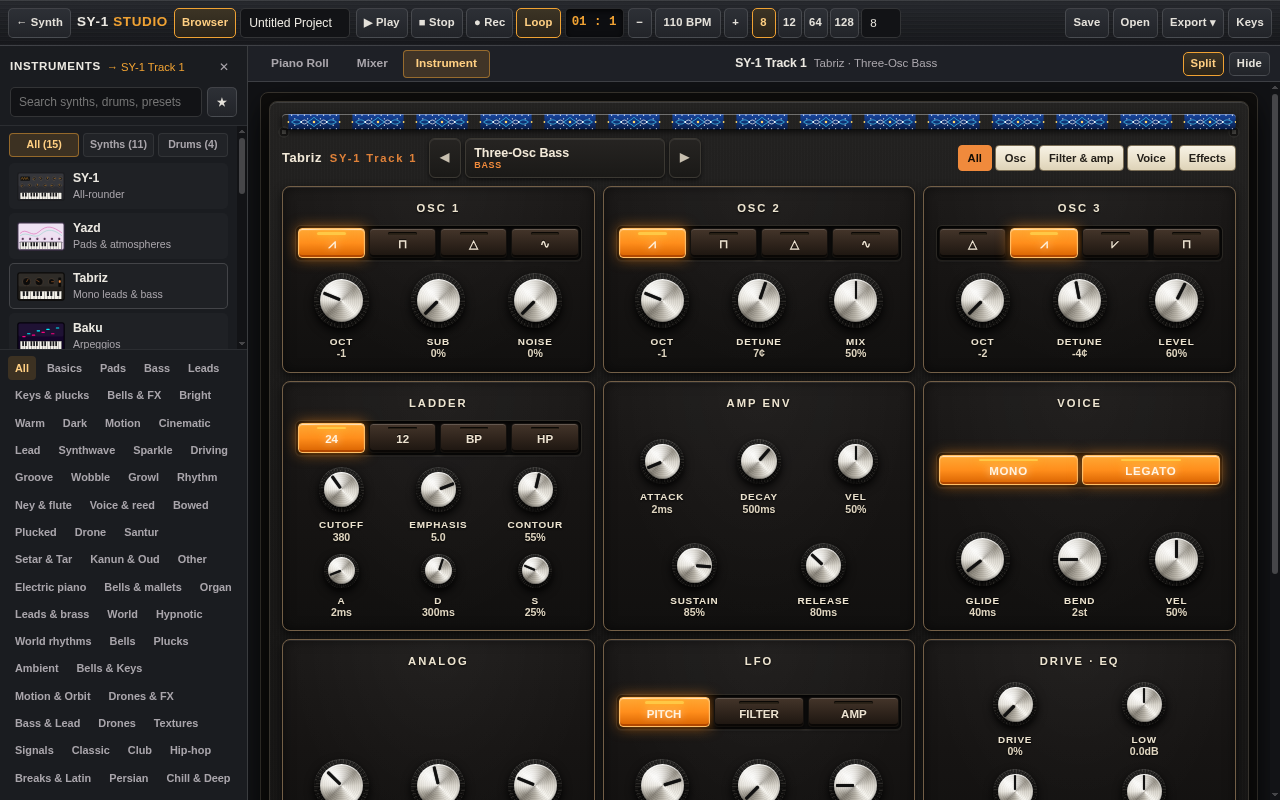 ← Synth SY-1 STUDIO Browser Untitled Project ▶ Play ■ Stop ● Rec Loop 01 : 1 − 110 BPM + 8 12 64 128 8 Save Open Export ▾ Keys
INSTRUMENTS → SY-1 Track 1 ✕
Search synths, drums, presets ★
All (15) Synths (11) Drums (4)
SY-1
All-rounder
Yazd
Pads & atmospheres
Tabriz
Mono leads & bass
Baku
Arpeggios
All Basics Pads Bass Leads
Keys & plucks Bells & FX Bright
Warm Dark Motion Cinematic
Lead Synthwave Sparkle Driving
Groove Wobble Growl Rhythm
Ney & flute Voice & reed Bowed
Plucked Drone Santur
Setar & Tar Kanun & Oud Other
Electric piano Bells & mallets Organ
Leads & brass World Hypnotic
World rhythms Bells Plucks
Ambient Bells & Keys
Motion & Orbit Drones & FX
Bass & Lead Drones Textures
Signals Classic Club Hip-hop
Breaks & Latin Persian Chill & Deep
Piano Roll Mixer Instrument SY-1 Track 1 Tabriz · Three-Osc Bass Split Hide
Tabriz SY-1 Track 1 ◀ Three-Osc Bass ▶ All Osc Filter & amp Voice Effects
BASS
OSC 1
OCT SUB NOISE
-1 0% 0%
OSC 2
OCT DETUNE MIX
-1 7¢ 50%
OSC 3
OCT DETUNE LEVEL
-2 -4¢ 60%
LADDER
24 12 BP HP
CUTOFF EMPHASIS CONTOUR
380 5.0 55%
A D S
2ms 300ms 25%
AMP ENV
ATTACK DECAY VEL
2ms 500ms 50%
SUSTAIN RELEASE
85% 80ms
VOICE
MONO LEGATO
GLIDE BEND VEL
40ms 2st 50%
ANALOG
LFO
PITCH FILTER AMP
DRIVE · EQ
DRIVE LOW
0% 0.0dB